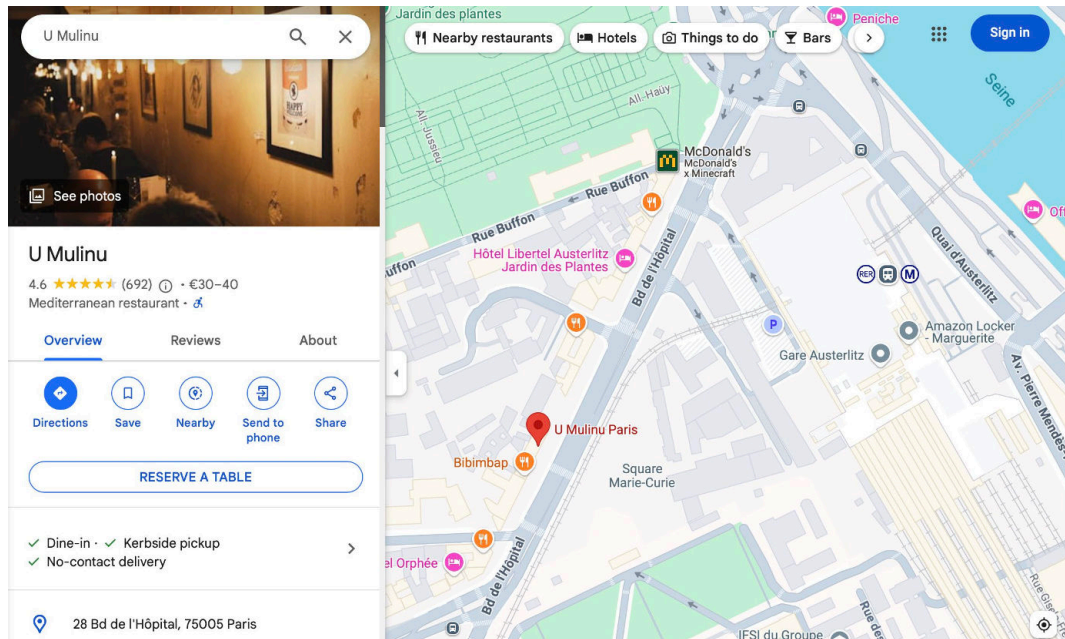 U Mulinu
See photos
U Mulinu
4.6 (692) · €30–40
Mediterranean restaurant ·
Overview
Reviews
About
Directions
Save
Nearby
Send to
phone
Share
RESERVE A TABLE
Dine-in · Kerbside pickup
No-contact delivery
28 Bd de l'Hôpital, 75005 Paris
Jardin des plantes
Nearby restaurants
Hotels
Things to do
Bars
Peniche
Sign in
Seine
All.-Haüy
All.-Jussieu
McDonald's
McDonald's
x Minecraft
Rue Buffon
Rue Buffon
uffon
Off
Hôtel Libertel Austerlitz
Jardin des Plantes
Bd de l'Hôpital
Quai d'Austerlitz
RER
M
P
Amazon Locker
- Marguerite
Gare Austerlitz
Av. Pierre Mendès
U Mulinu Paris
Bibimbap
Square
Marie-Curie
el Orphée
Bd de l'Hôpital
Rue des
IFSI du Groupe